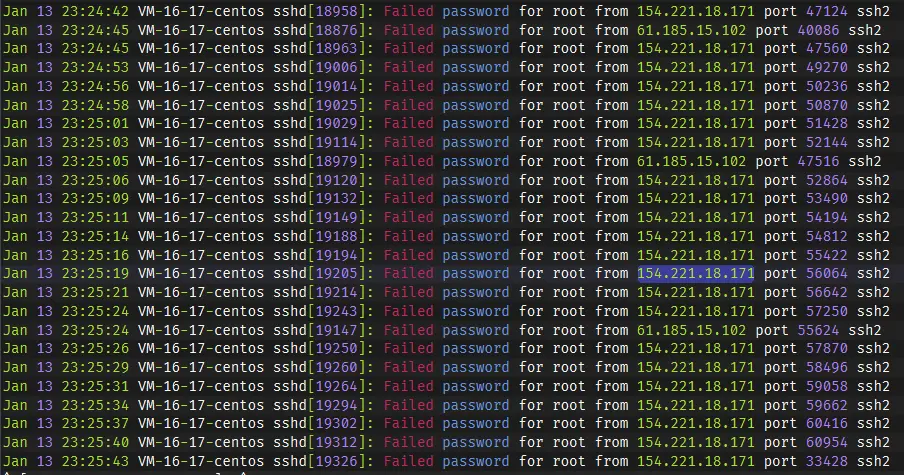 Jan 13 23:24:42 VM-16-17-centos sshd[18958]: Failed password for root from 154.221.18.171 port 47124 ssh2
Jan 13 23:24:45 VM-16-17-centos sshd[18876]: Failed password for root from 61.185.15.102 port 40086 ssh2
Jan 13 23:24:45 VM-16-17-centos sshd[18963]: Failed password for root from 154.221.18.171 port 47560 ssh2
Jan 13 23:24:53 VM-16-17-centos sshd[19006]: Failed password for root from 154.221.18.171 port 49270 ssh2
Jan 13 23:24:56 VM-16-17-centos sshd[19014]: Failed password for root from 154.221.18.171 port 50236 ssh2
Jan 13 23:24:58 VM-16-17-centos sshd[19025]: Failed password for root from 154.221.18.171 port 50870 ssh2
Jan 13 23:25:01 VM-16-17-centos sshd[19029]: Failed password for root from 154.221.18.171 port 51428 ssh2
Jan 13 23:25:03 VM-16-17-centos sshd[19114]: Failed password for root from 154.221.18.171 port 52144 ssh2
Jan 13 23:25:05 VM-16-17-centos sshd[18979]: Failed password for root from 61.185.15.102 port 47516 ssh2
Jan 13 23:25:06 VM-16-17-centos sshd[19120]: Failed password for root from 154.221.18.171 port 52864 ssh2
Jan 13 23:25:09 VM-16-17-centos sshd[19132]: Failed password for root from 154.221.18.171 port 53490 ssh2
Jan 13 23:25:11 VM-16-17-centos sshd[19149]: Failed password for root from 154.221.18.171 port 54194 ssh2
Jan 13 23:25:14 VM-16-17-centos sshd[19188]: Failed password for root from 154.221.18.171 port 54812 ssh2
Jan 13 23:25:16 VM-16-17-centos sshd[19194]: Failed password for root from 154.221.18.171 port 55422 ssh2
Jan 13 23:25:19 VM-16-17-centos sshd[19205]: Failed password for root from 154.221.18.171 port 56064 ssh2
Jan 13 23:25:21 VM-16-17-centos sshd[19214]: Failed password for root from 154.221.18.171 port 56642 ssh2
Jan 13 23:25:24 VM-16-17-centos sshd[19243]: Failed password for root from 154.221.18.171 port 57250 ssh2
Jan 13 23:25:24 VM-16-17-centos sshd[19147]: Failed password for root from 61.185.15.102 port 55624 ssh2
Jan 13 23:25:26 VM-16-17-centos sshd[19250]: Failed password for root from 154.221.18.171 port 57870 ssh2
Jan 13 23:25:29 VM-16-17-centos sshd[19260]: Failed password for root from 154.221.18.171 port 58496 ssh2
Jan 13 23:25:31 VM-16-17-centos sshd[19264]: Failed password for root from 154.221.18.171 port 59058 ssh2
Jan 13 23:25:34 VM-16-17-centos sshd[19294]: Failed password for root from 154.221.18.171 port 59662 ssh2
Jan 13 23:25:37 VM-16-17-centos sshd[19302]: Failed password for root from 154.221.18.171 port 60416 ssh2
Jan 13 23:25:40 VM-16-17-centos sshd[19312]: Failed password for root from 154.221.18.171 port 60954 ssh2
Jan 13 23:25:43 VM-16-17-centos sshd[19326]: Failed password for root from 154.221.18.171 port 33428 ssh2